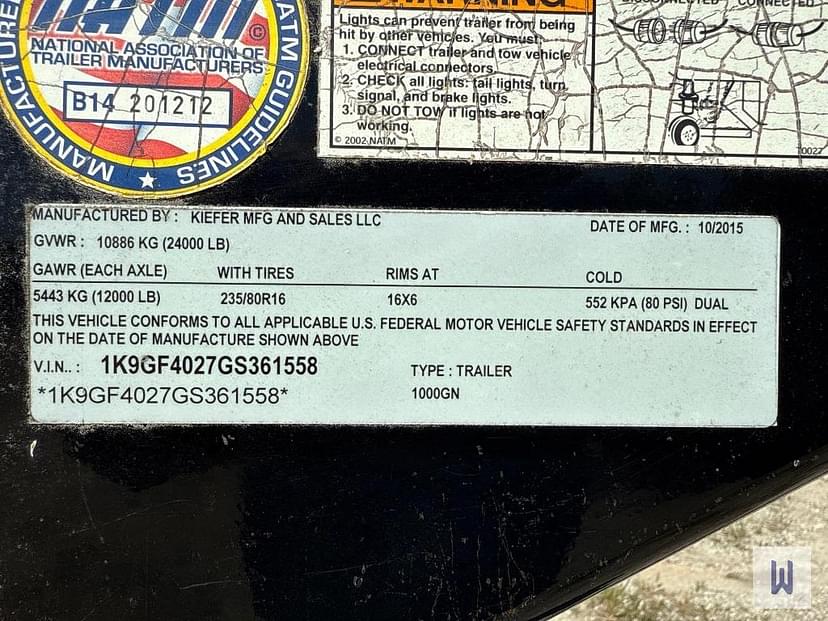 MANUFACTURE
NATM GUIDELINES
©
NATIONAL ASSOCIATION OF
TRAILER MANUFACTURERS
B14 201212
Lights can prevent trailer from being
hit by other vehicles. You must:
1. CONNECT trailer and tow vehicle
electrical connectors.
2. CHECK all lights: tail lights, turn
signal, and brake lights.
3. DO NOT TOW if lights are not
working.
© 2002 NATM
DISCONNECTED CONNECTED
MANUFACTURED BY : KIEFER MFG AND SALES LLC
DATE OF MFG. : 10/2015
GVWR : 10886 KG (24000 LB)
GAWR (EACH AXLE) WITH TIRES RIMS AT COLD
5443 KG (12000 LB) 235/80R16 16X6 552 KPA (80 PSI) DUAL
THIS VEHICLE CONFORMS TO ALL APPLICABLE U.S. FEDERAL MOTOR VEHICLE SAFETY STANDARDS IN EFFECT
ON THE DATE OF MANUFACTURE SHOWN ABOVE
V.I.N.. : 1K9GF4027GS361558 TYPE : TRAILER
*1K9GF4027GS361558* 1000GN
W